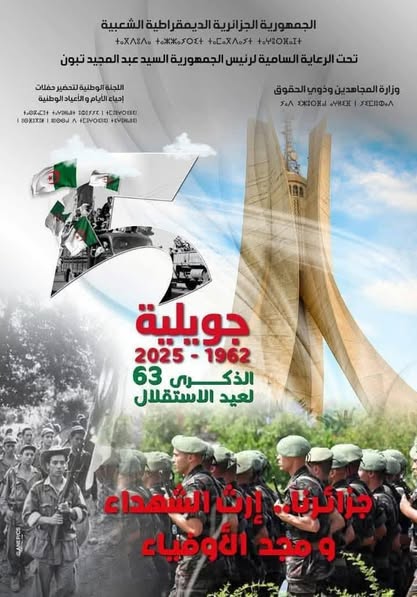 الجمهورية الجزائرية الديمقراطية الشعبية
تحت الرعاية السامية لرئيس الجمهورية السيد عبد المجيد تبون
وزارة المجاهدين وذوي الحقوق
اللجنة الوطنية لتحضير حفلات
إحياء الأيام والأعياد الوطنية
5
جويلية
1962 - 2025
الذكرى 63
لعيد الاستقلال
جزائرنا.. إرث الشهداء
و مجد الأوفياء